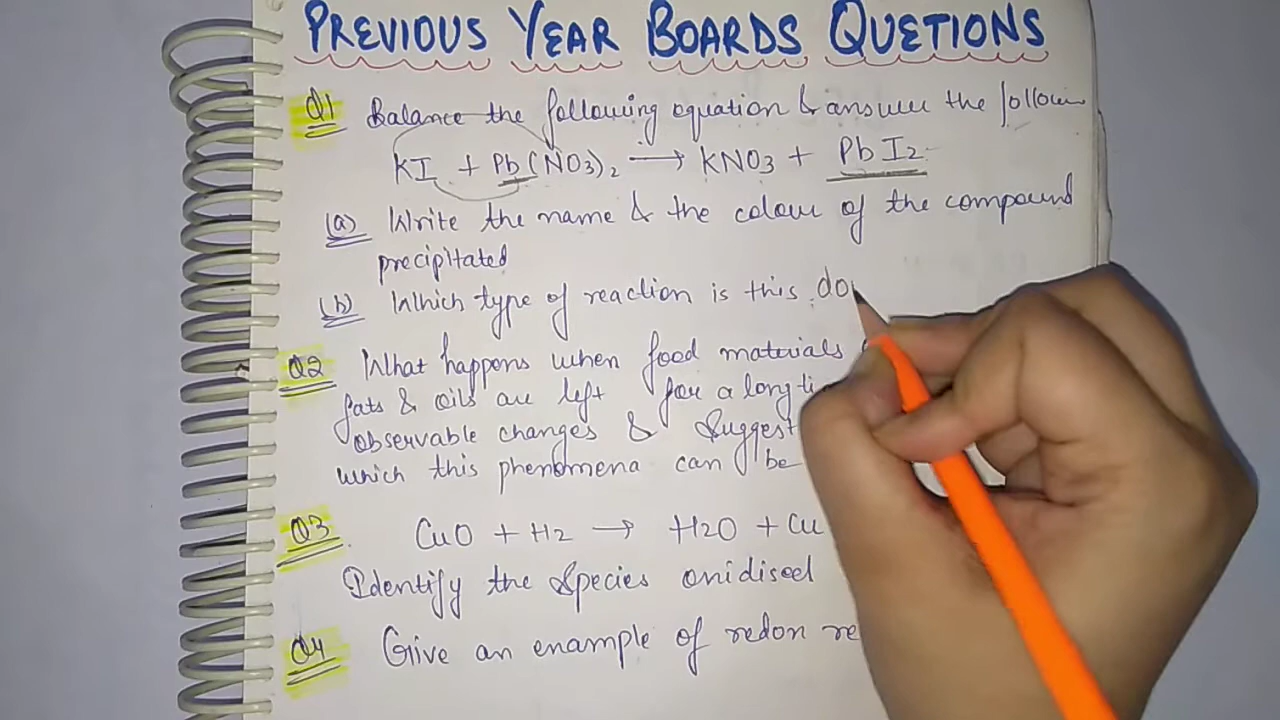 PREVIOUS YEAR BOARDS QUETIONS
Q1 Balance the following equation & answer the
KI + Pb(NO3)2 → KNO3 + PbI2
(a) Write the name & the colour of the compound
precipitated
(b) Which type of reaction is this
Q2 What happens when food materials
fats & oils are left for a long
observable changes & Suggest
which this phenomena can be
Q3 CuO + H2 → H2O + Cu
Identify the Species oxidised
Q4 Give an example of redox